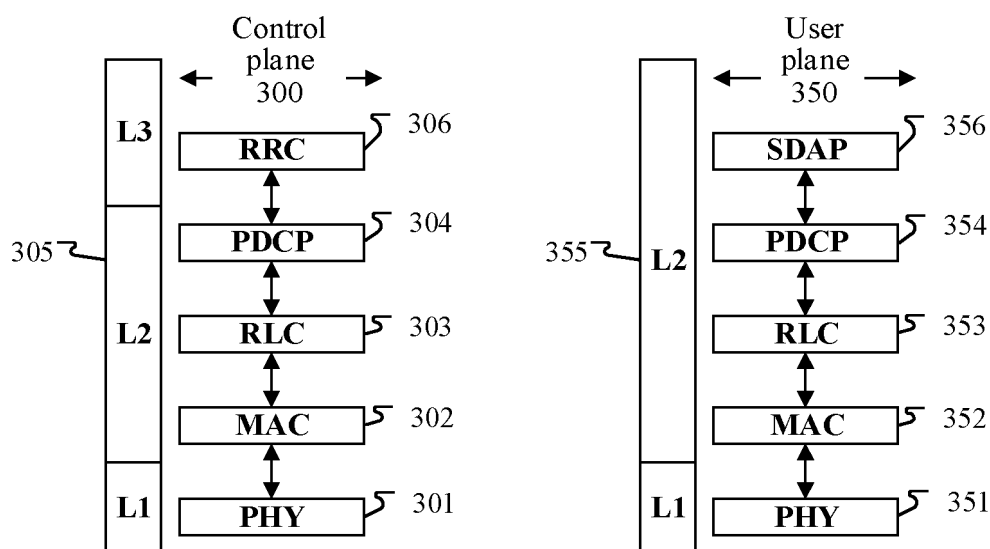 Control
plane
300
L3
RRC
306
PDCP
304
305
L2
RLC
303
MAC
302
L1
PHY
301
User
plane
350
SDAP
356
PDCP
354
355
L2
RLC
353
MAC
352
L1
PHY
351